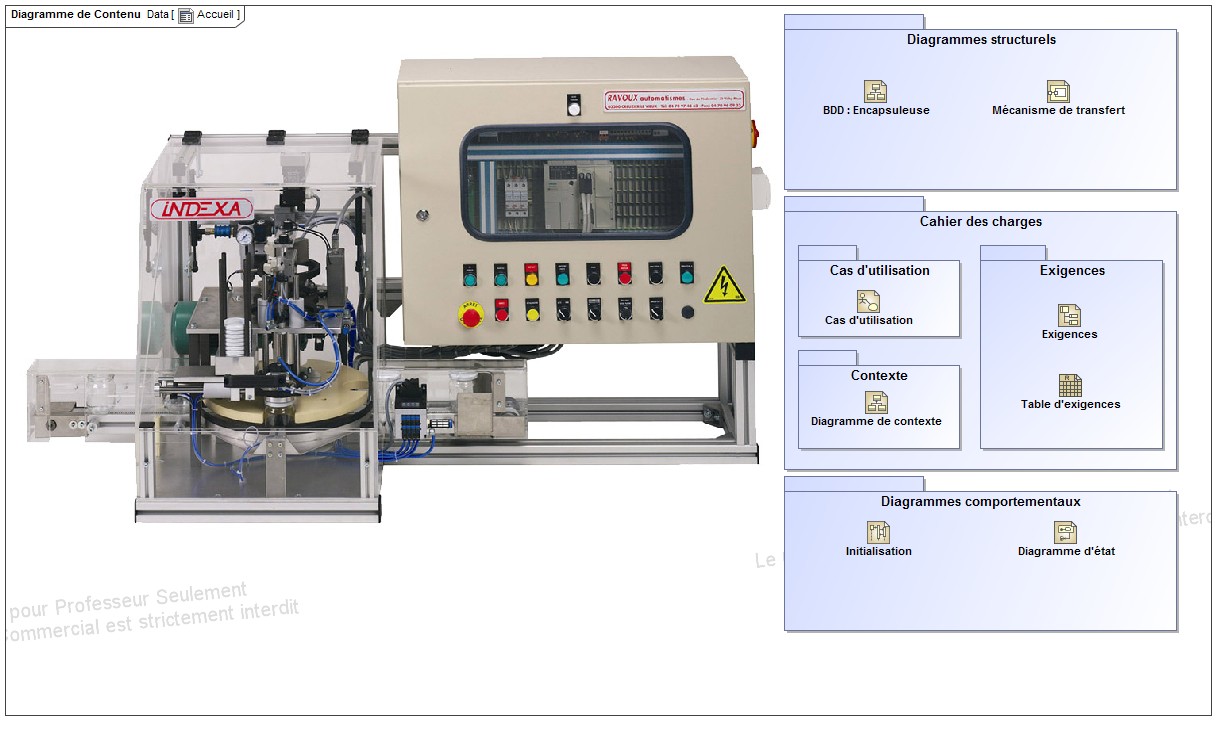 Diagramme de Contenu Data [ Accueil ]
RAVOUX automatismes
INDEXA
Diagrammes structurels
BDD : Encapsuleuse
Mécanisme de transfert
Cahier des charges
Cas d'utilisation
Cas d'utilisation
Contexte
Diagramme de contexte
Exigences
Exigences
Table d'exigences
Diagrammes comportementaux
Initialisation
Diagramme d'état
pour Professeur Seulement
ommercial est strictement interdit
Le